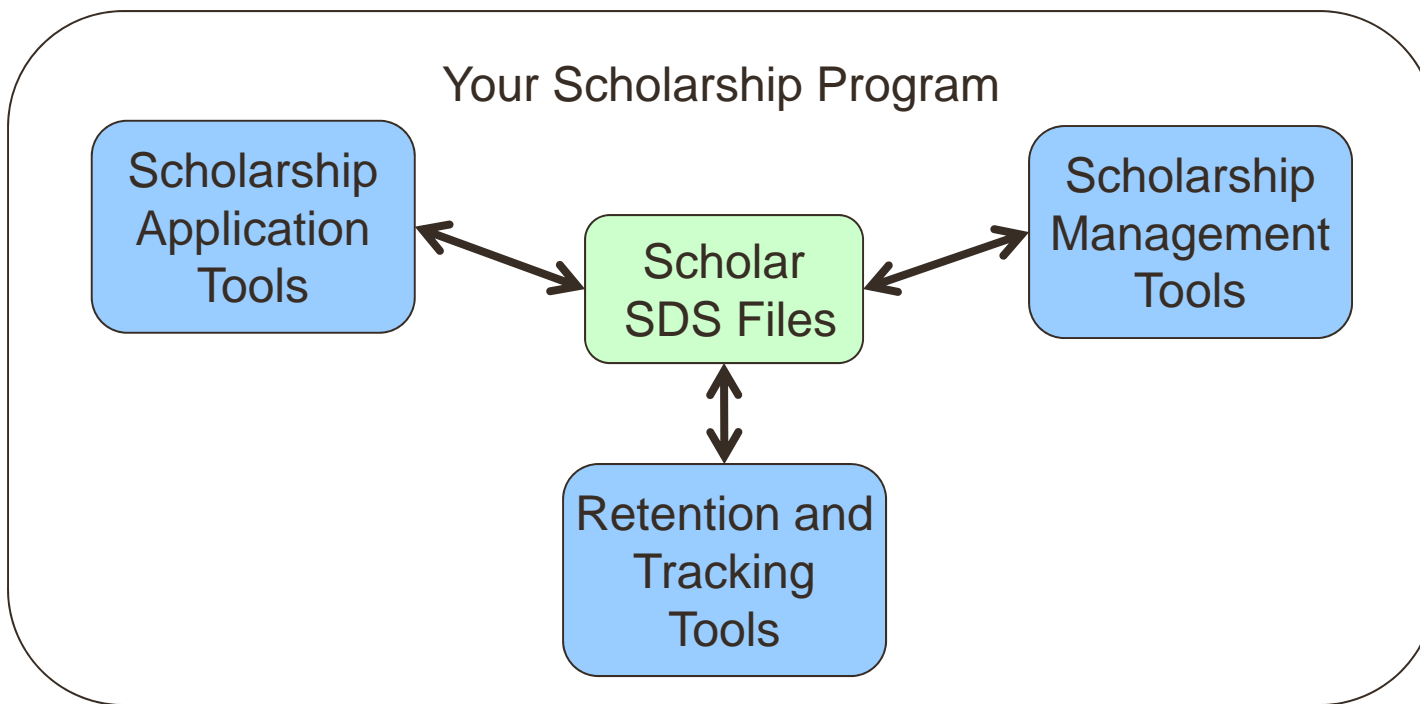 Your Scholarship Program
Scholarship
Application
Tools
Scholar
SDS Files
Scholarship
Management
Tools
Retention and
Tracking
Tools